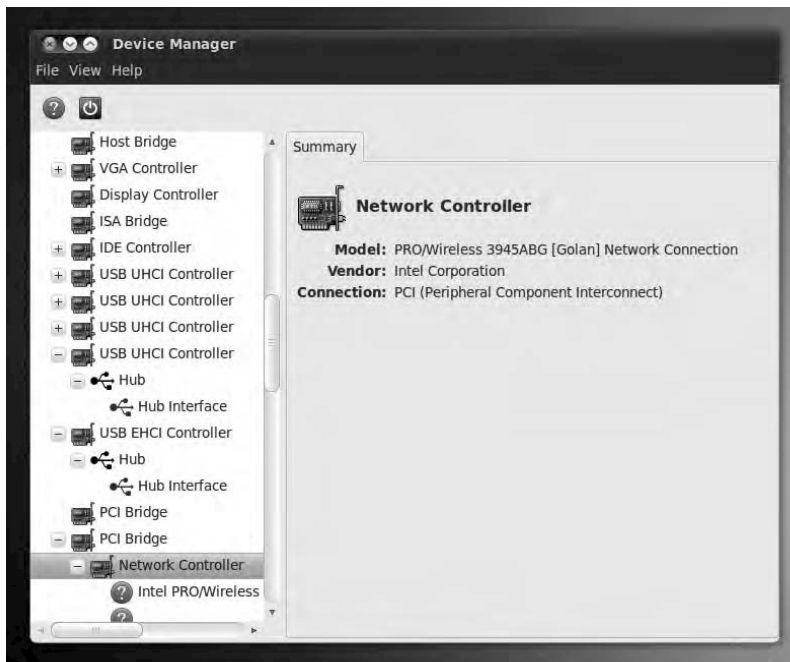 Device Manager
File View Help
Host Bridge
VGA Controller
Display Controller
ISA Bridge
IDE Controller
USB UHCI Controller
USB UHCI Controller
USB UHCI Controller
USB UHCI Controller
Hub
Hub Interface
USB EHCI Controller
Hub
Hub Interface
PCI Bridge
PCI Bridge
Network Controller
Intel PRO/Wireless
Summary
Network Controller
Model: PRO/Wireless 3945ABG [Golan] Network Connection
Vendor: Intel Corporation
Connection: PCI (Peripheral Component Interconnect)